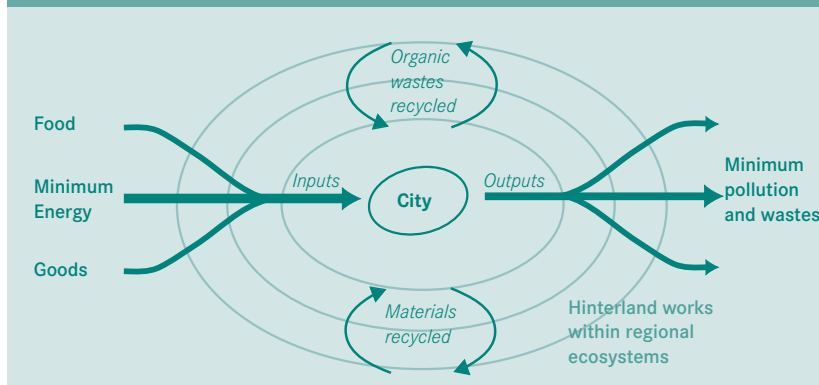 Organic
wastes
recycled
Food
Minimum
Energy
Goods
Inputs
City
Outputs
Minimum
pollution
and wastes
Materials
recycled
Hinterland works
within regional
ecosystems